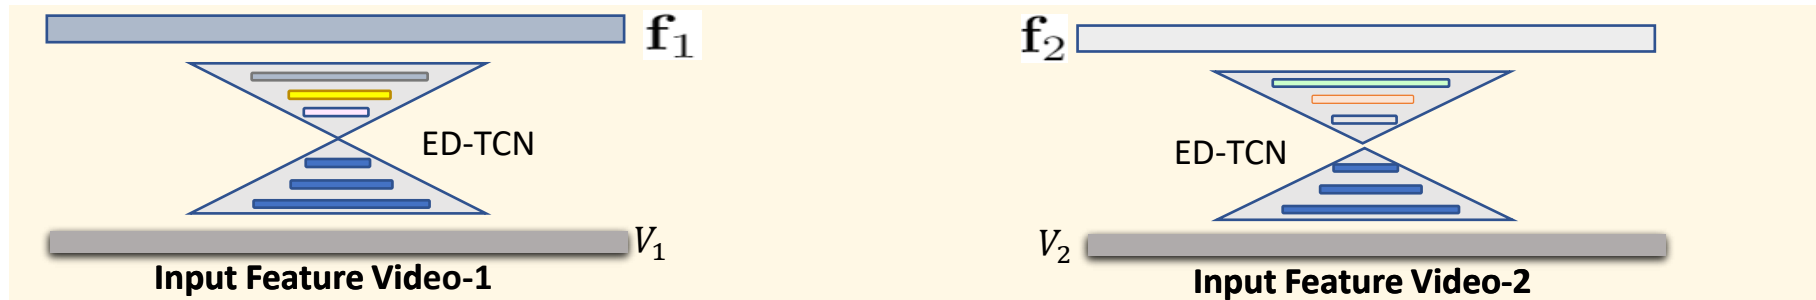 f₁
ED-TCN
V₁
Input Feature Video-1
f₂
ED-TCN
V₂
Input Feature Video-2